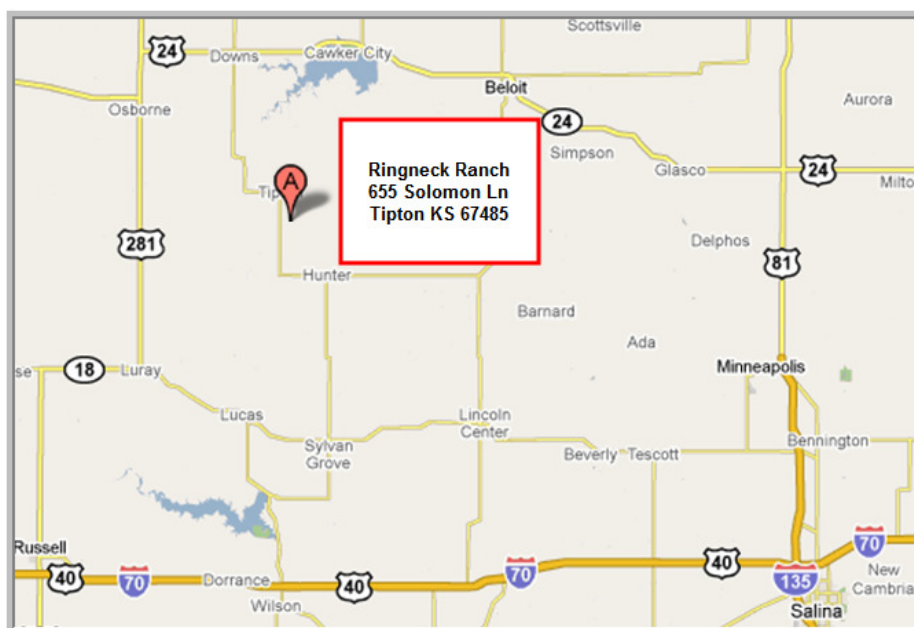 Scottsville
24
Downs
Cawker City
Beloit
Osborne
Aurora
24
Simpson
Glasco
24
Ringneck Ranch
655 Solomon Ln
Tipton KS 67485
A
Milto
281
Delphos
81
Hunter
Barnard
Ada
Minneapolis
se
18
Luray
Lucas
Lincoln
Center
Sylvan
Grove
Beverly
Tescott
Bennington
Russell
40
70
Dorrance
40
70
40
135
70
New
Cambria
Wilson
Salina